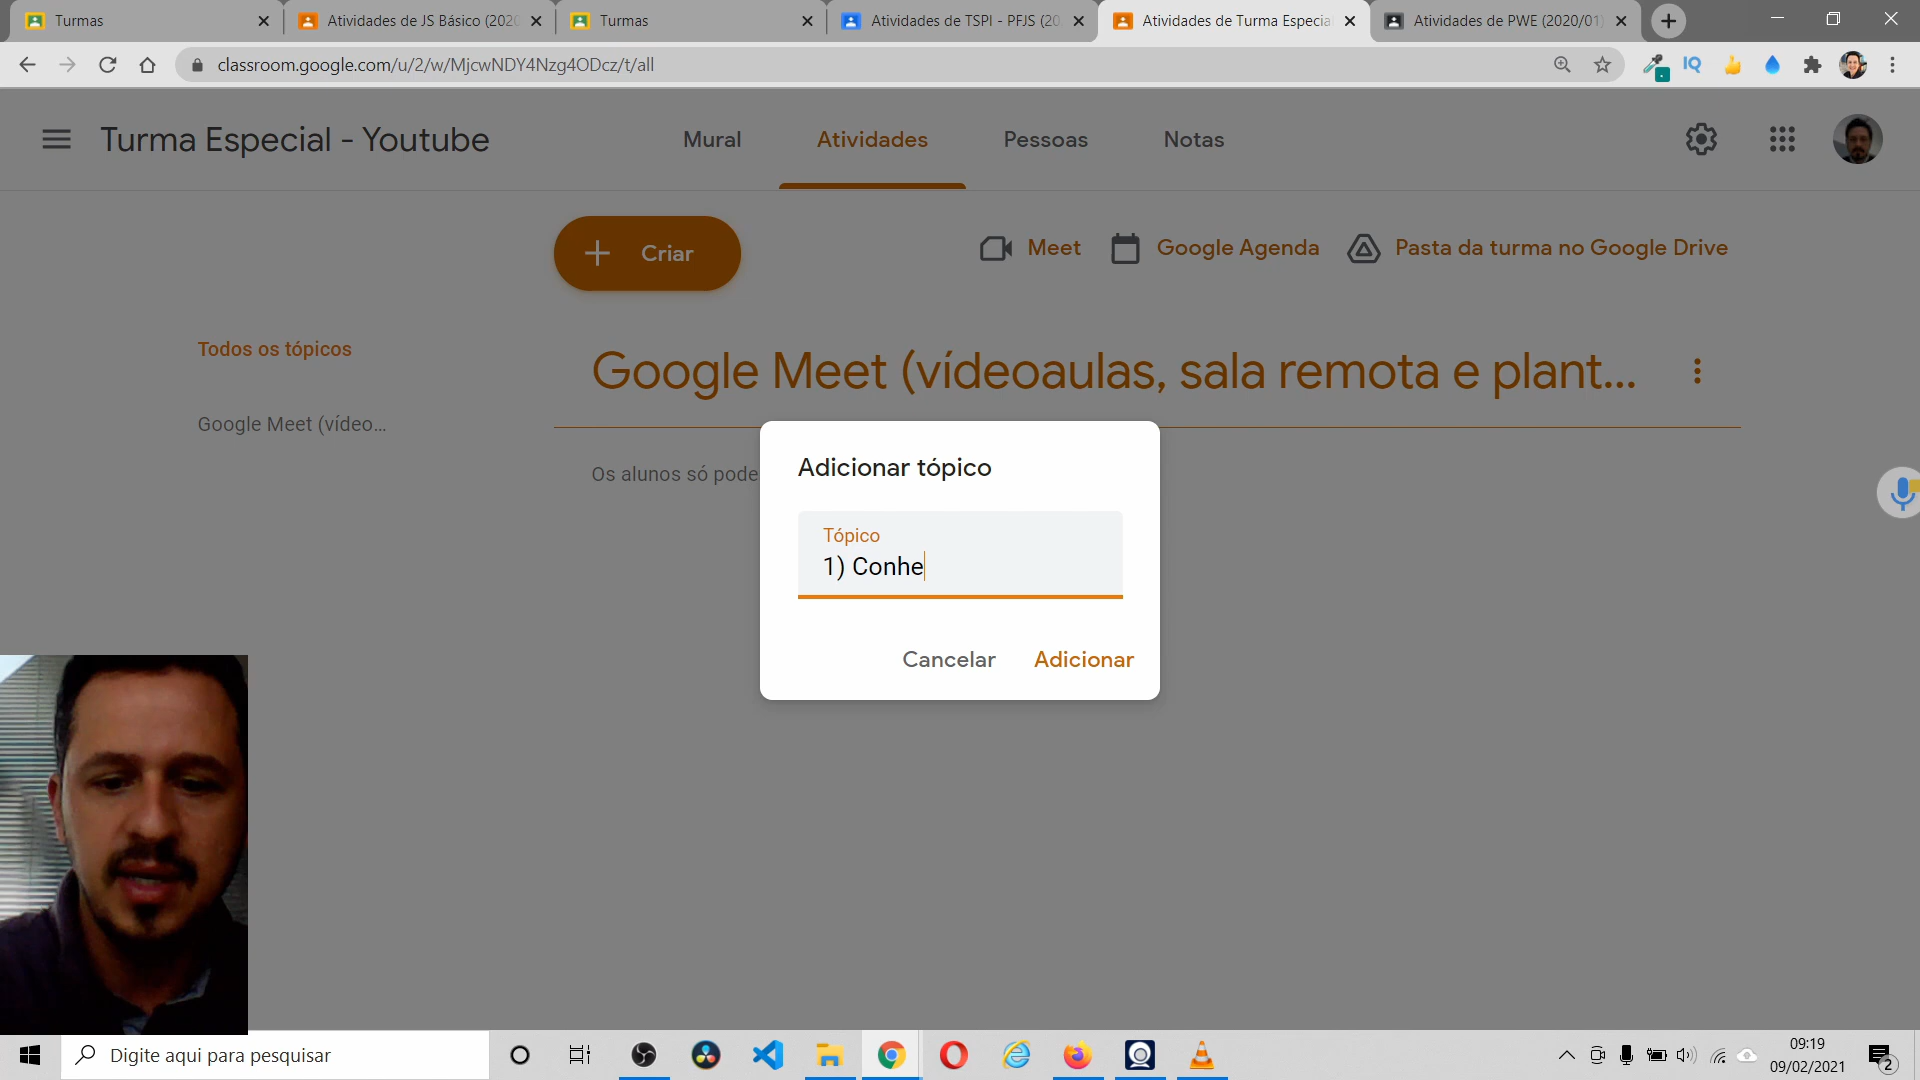 Turmas
Atividades de JS Básico (2020
Turmas
Atividades de TSPI - PFJS (20
Atividades de Turma Especia
Atividades de PWE (2020/01)
classroom.google.com/u/2/w/MjcwNDY4Nzg4ODcz/t/all
IQ
Turma Especial - Youtube
Mural
Atividades
Pessoas
Notas
Criar
Meet
Google Agenda
Pasta da turma no Google Drive
Todos os tópicos
Google Meet (vídeoaulas, sala remota e plant...
Google Meet (vídeo...
Os alunos só pode
Adicionar tópico
Tópico
1) Conhe
Cancelar
Adicionar
Digite aqui para pesquisar
09:19
09/02/2021
2